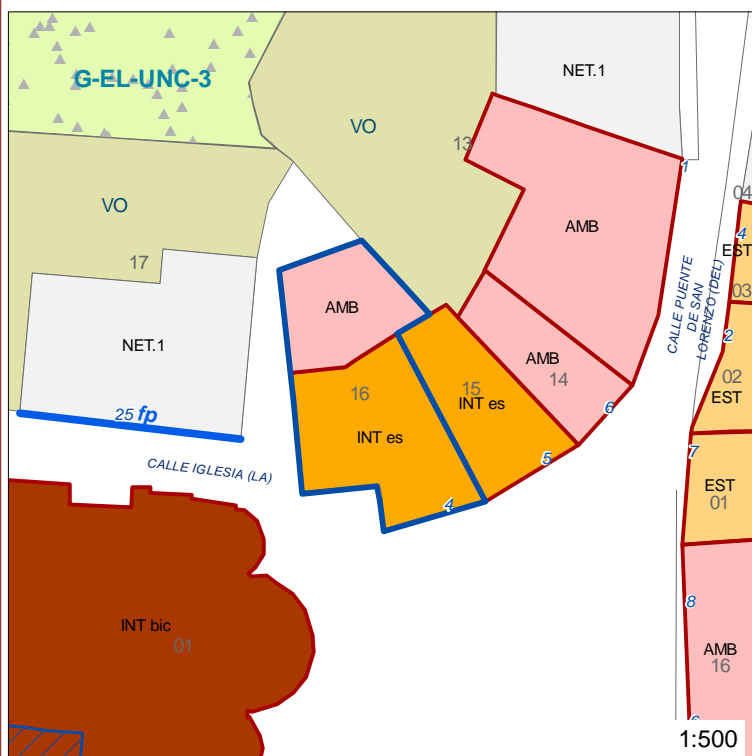 G-EL-UNC-3
NET.1
VO
13
1
VO
17
AMB
04
4
EST
CALLE PUENTE
DE SAN
LORENZO (DEL)
03
AMB
2
NET.1
AMB
14
02
EST
16
15
INT es
6
25 fp
INT es
7
5
CALLE IGLESIA (LA)
EST
01
4
8
INT bic
01
AMB
16
1:500